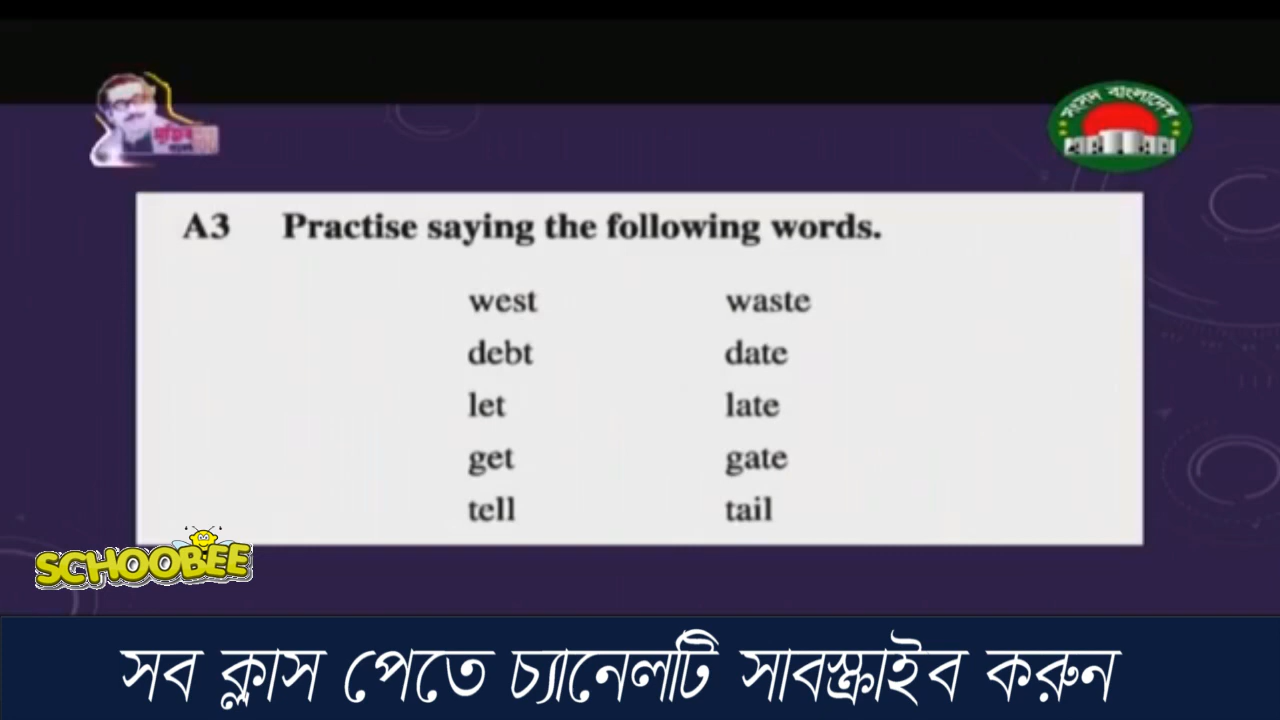 সংসদ বাংলাদেশ
A3 Practise saying the following words.
west waste
debt date
let late
get gate
tell tail
SCHOOBEE
সব ক্লাস পেতে চ্যানেলটি সাবস্ক্রাইব করুন